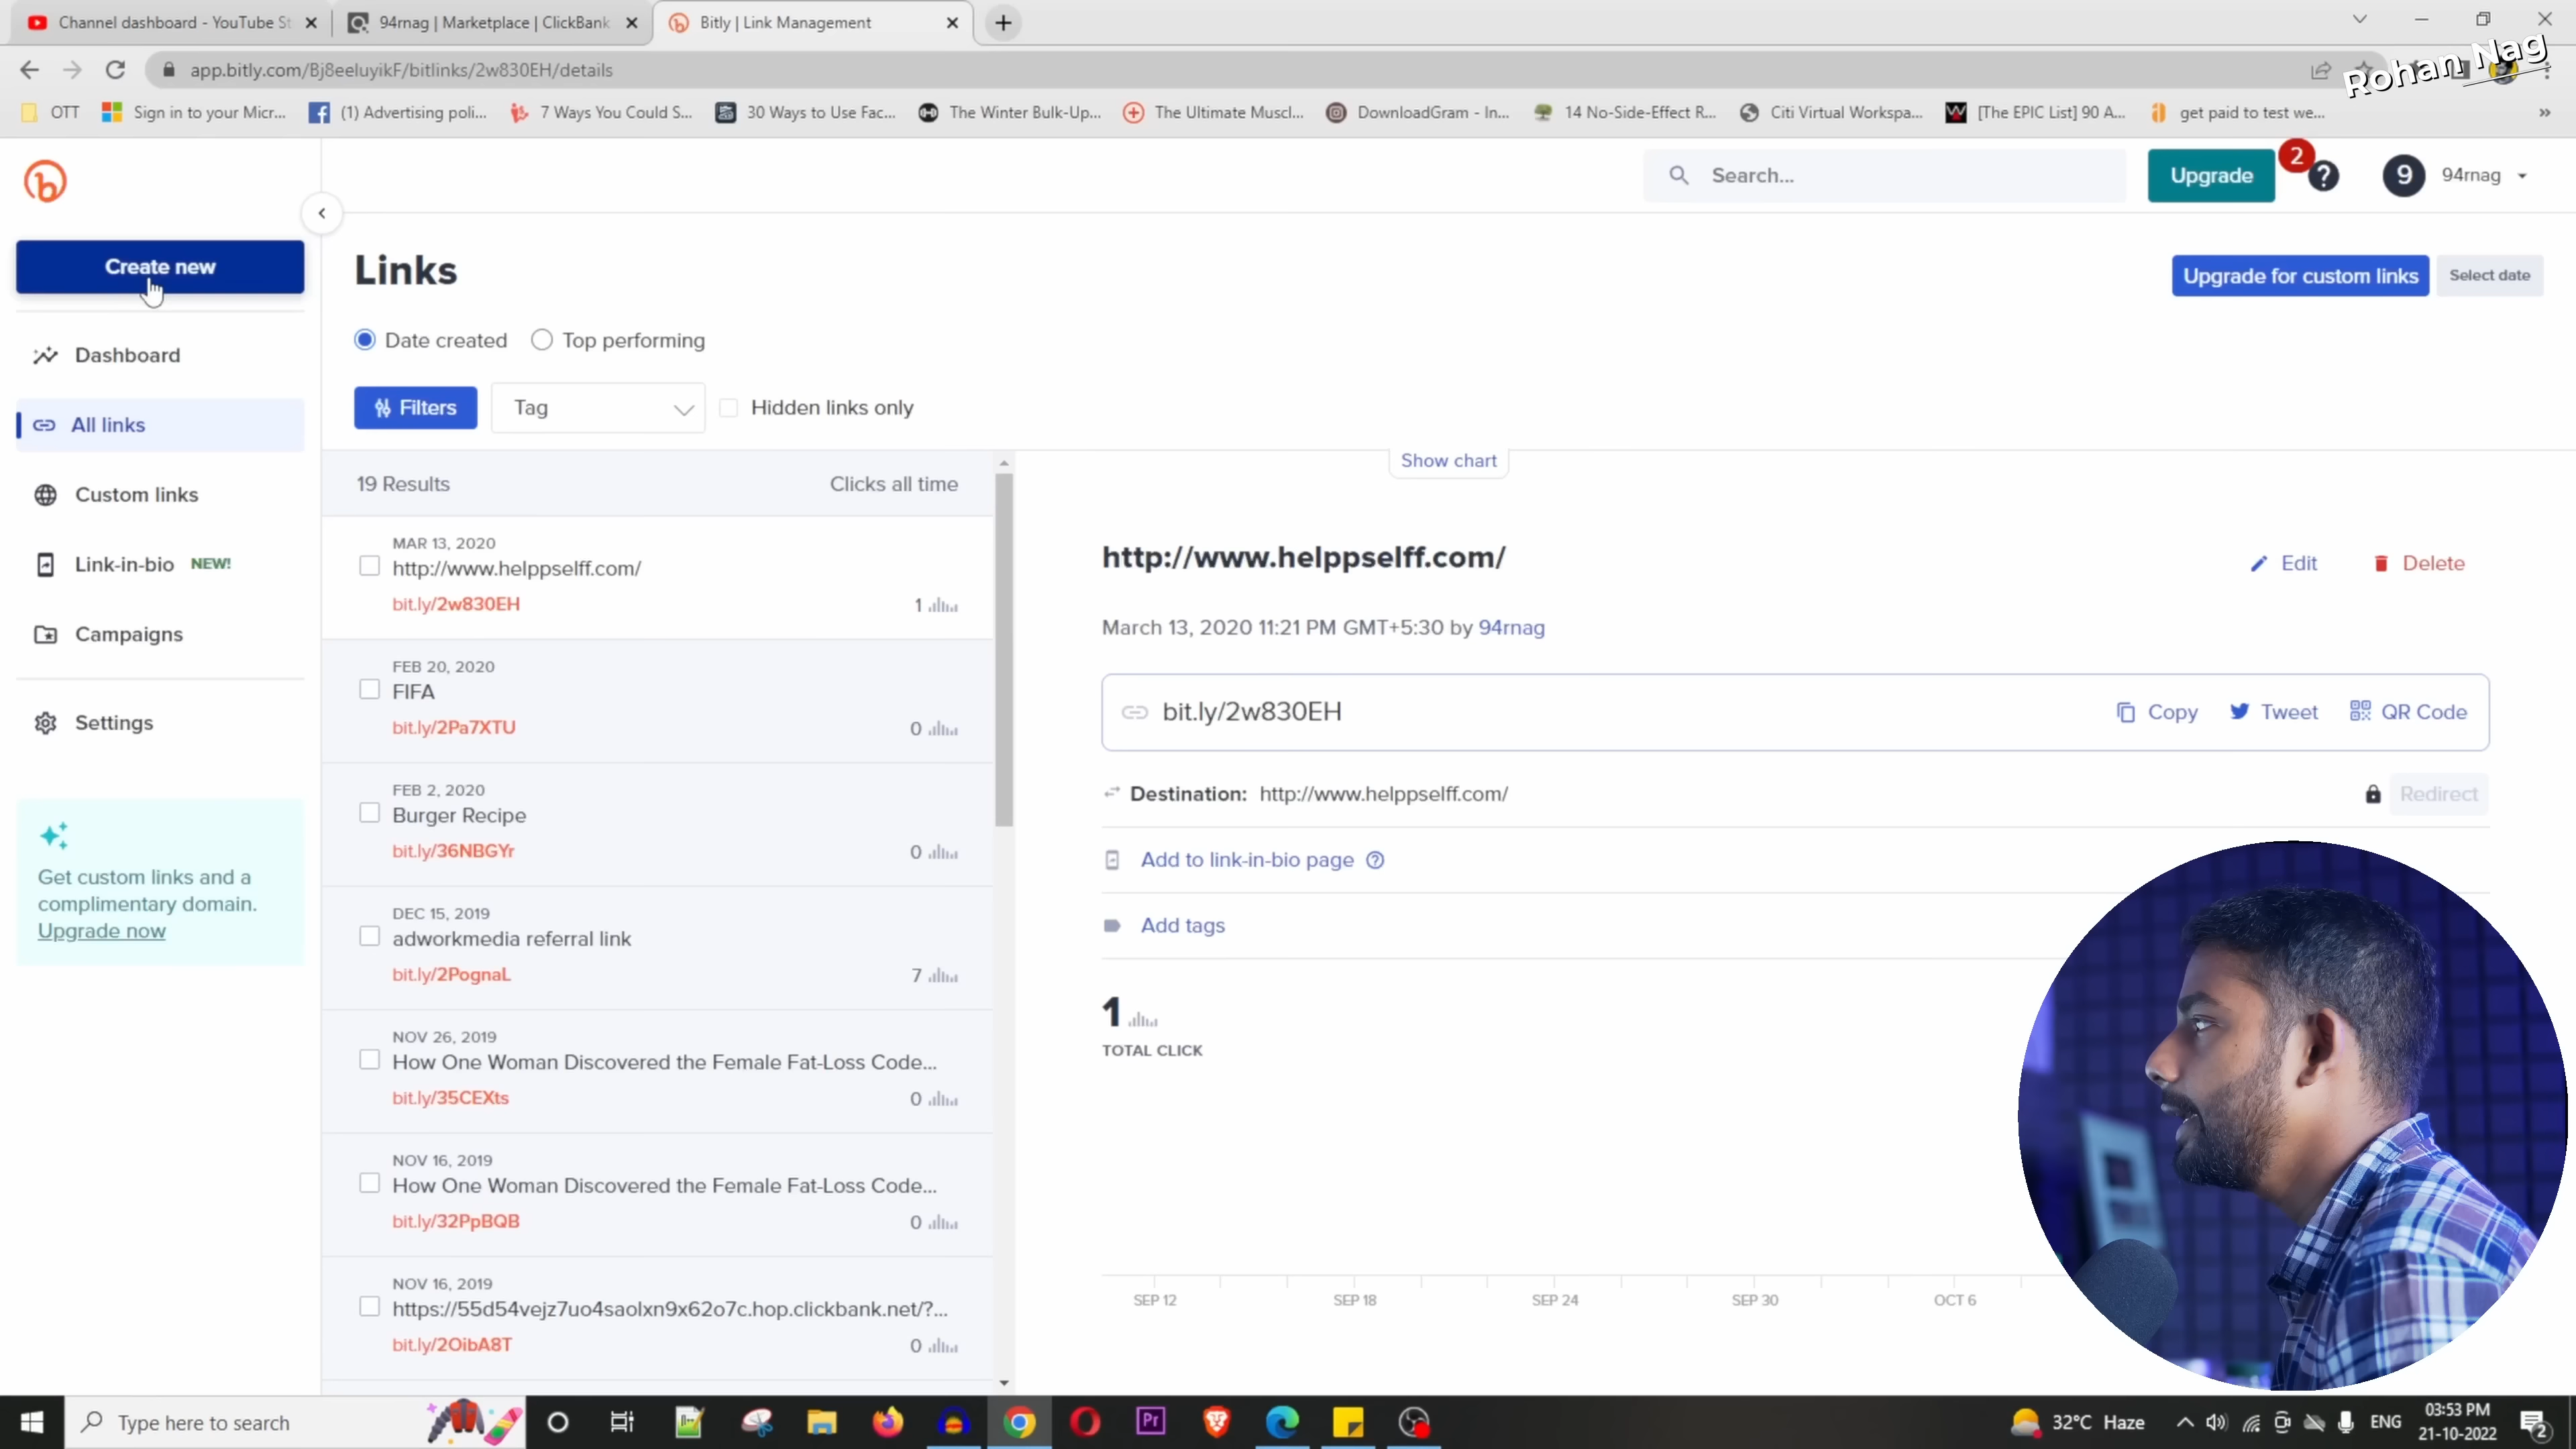 Channel dashboard - YouTube St
94rnag | Marketplace | ClickBank
Bitly | Link Management
Rohan Nag
app.bitly.com/Bj8eeluyikF/bitlinks/2w830EH/details
OTT
Sign in to your Micr...
(1) Advertising poli...
7 Ways You Could S...
30 Ways to Use Fac...
The Winter Bulk-Up...
The Ultimate Muscl...
DownloadGram - In...
14 No-Side-Effect R...
Citi Virtual Workspa...
[The EPIC List] 90 A...
get paid to test we...
»
Search...
Upgrade
2
?
9
94rnag
Create new
Dashboard
All links
Custom links
Link-in-bio NEW!
Campaigns
Settings
Get custom links and a
complimentary domain.
Upgrade now
Links
Upgrade for custom links
Select date
Date created
Top performing
Filters
Tag
Hidden links only
19 Results
Clicks all time
MAR 13, 2020
http://www.helppselff.com/
bit.ly/2w830EH
1
FEB 20, 2020
FIFA
bit.ly/2Pa7XTU
0
FEB 2, 2020
Burger Recipe
bit.ly/36NBGYr
0
DEC 15, 2019
adworkmedia referral link
bit.ly/2PognaL
7
NOV 26, 2019
How One Woman Discovered the Female Fat-Loss Code...
bit.ly/35CEXts
0
NOV 16, 2019
How One Woman Discovered the Female Fat-Loss Code...
bit.ly/32PpBQB
0
NOV 16, 2019
https://55d54vejz7uo4saolxn9x62o7c.hop.clickbank.net/?...
bit.ly/2OibA8T
0
Show chart
http://www.helppselff.com/
Edit
Delete
March 13, 2020 11:21 PM GMT+5:30 by 94rnag
bit.ly/2w830EH
Copy
Tweet
QR Code
Destination: http://www.helppselff.com/
Redirect
Add to link-in-bio page
Add tags
1
TOTAL CLICK
SEP 12
SEP 18
SEP 24
SEP 30
OCT 6
Type here to search
Pr
32°C Haze
ENG
03:53 PM
21-10-2022
2